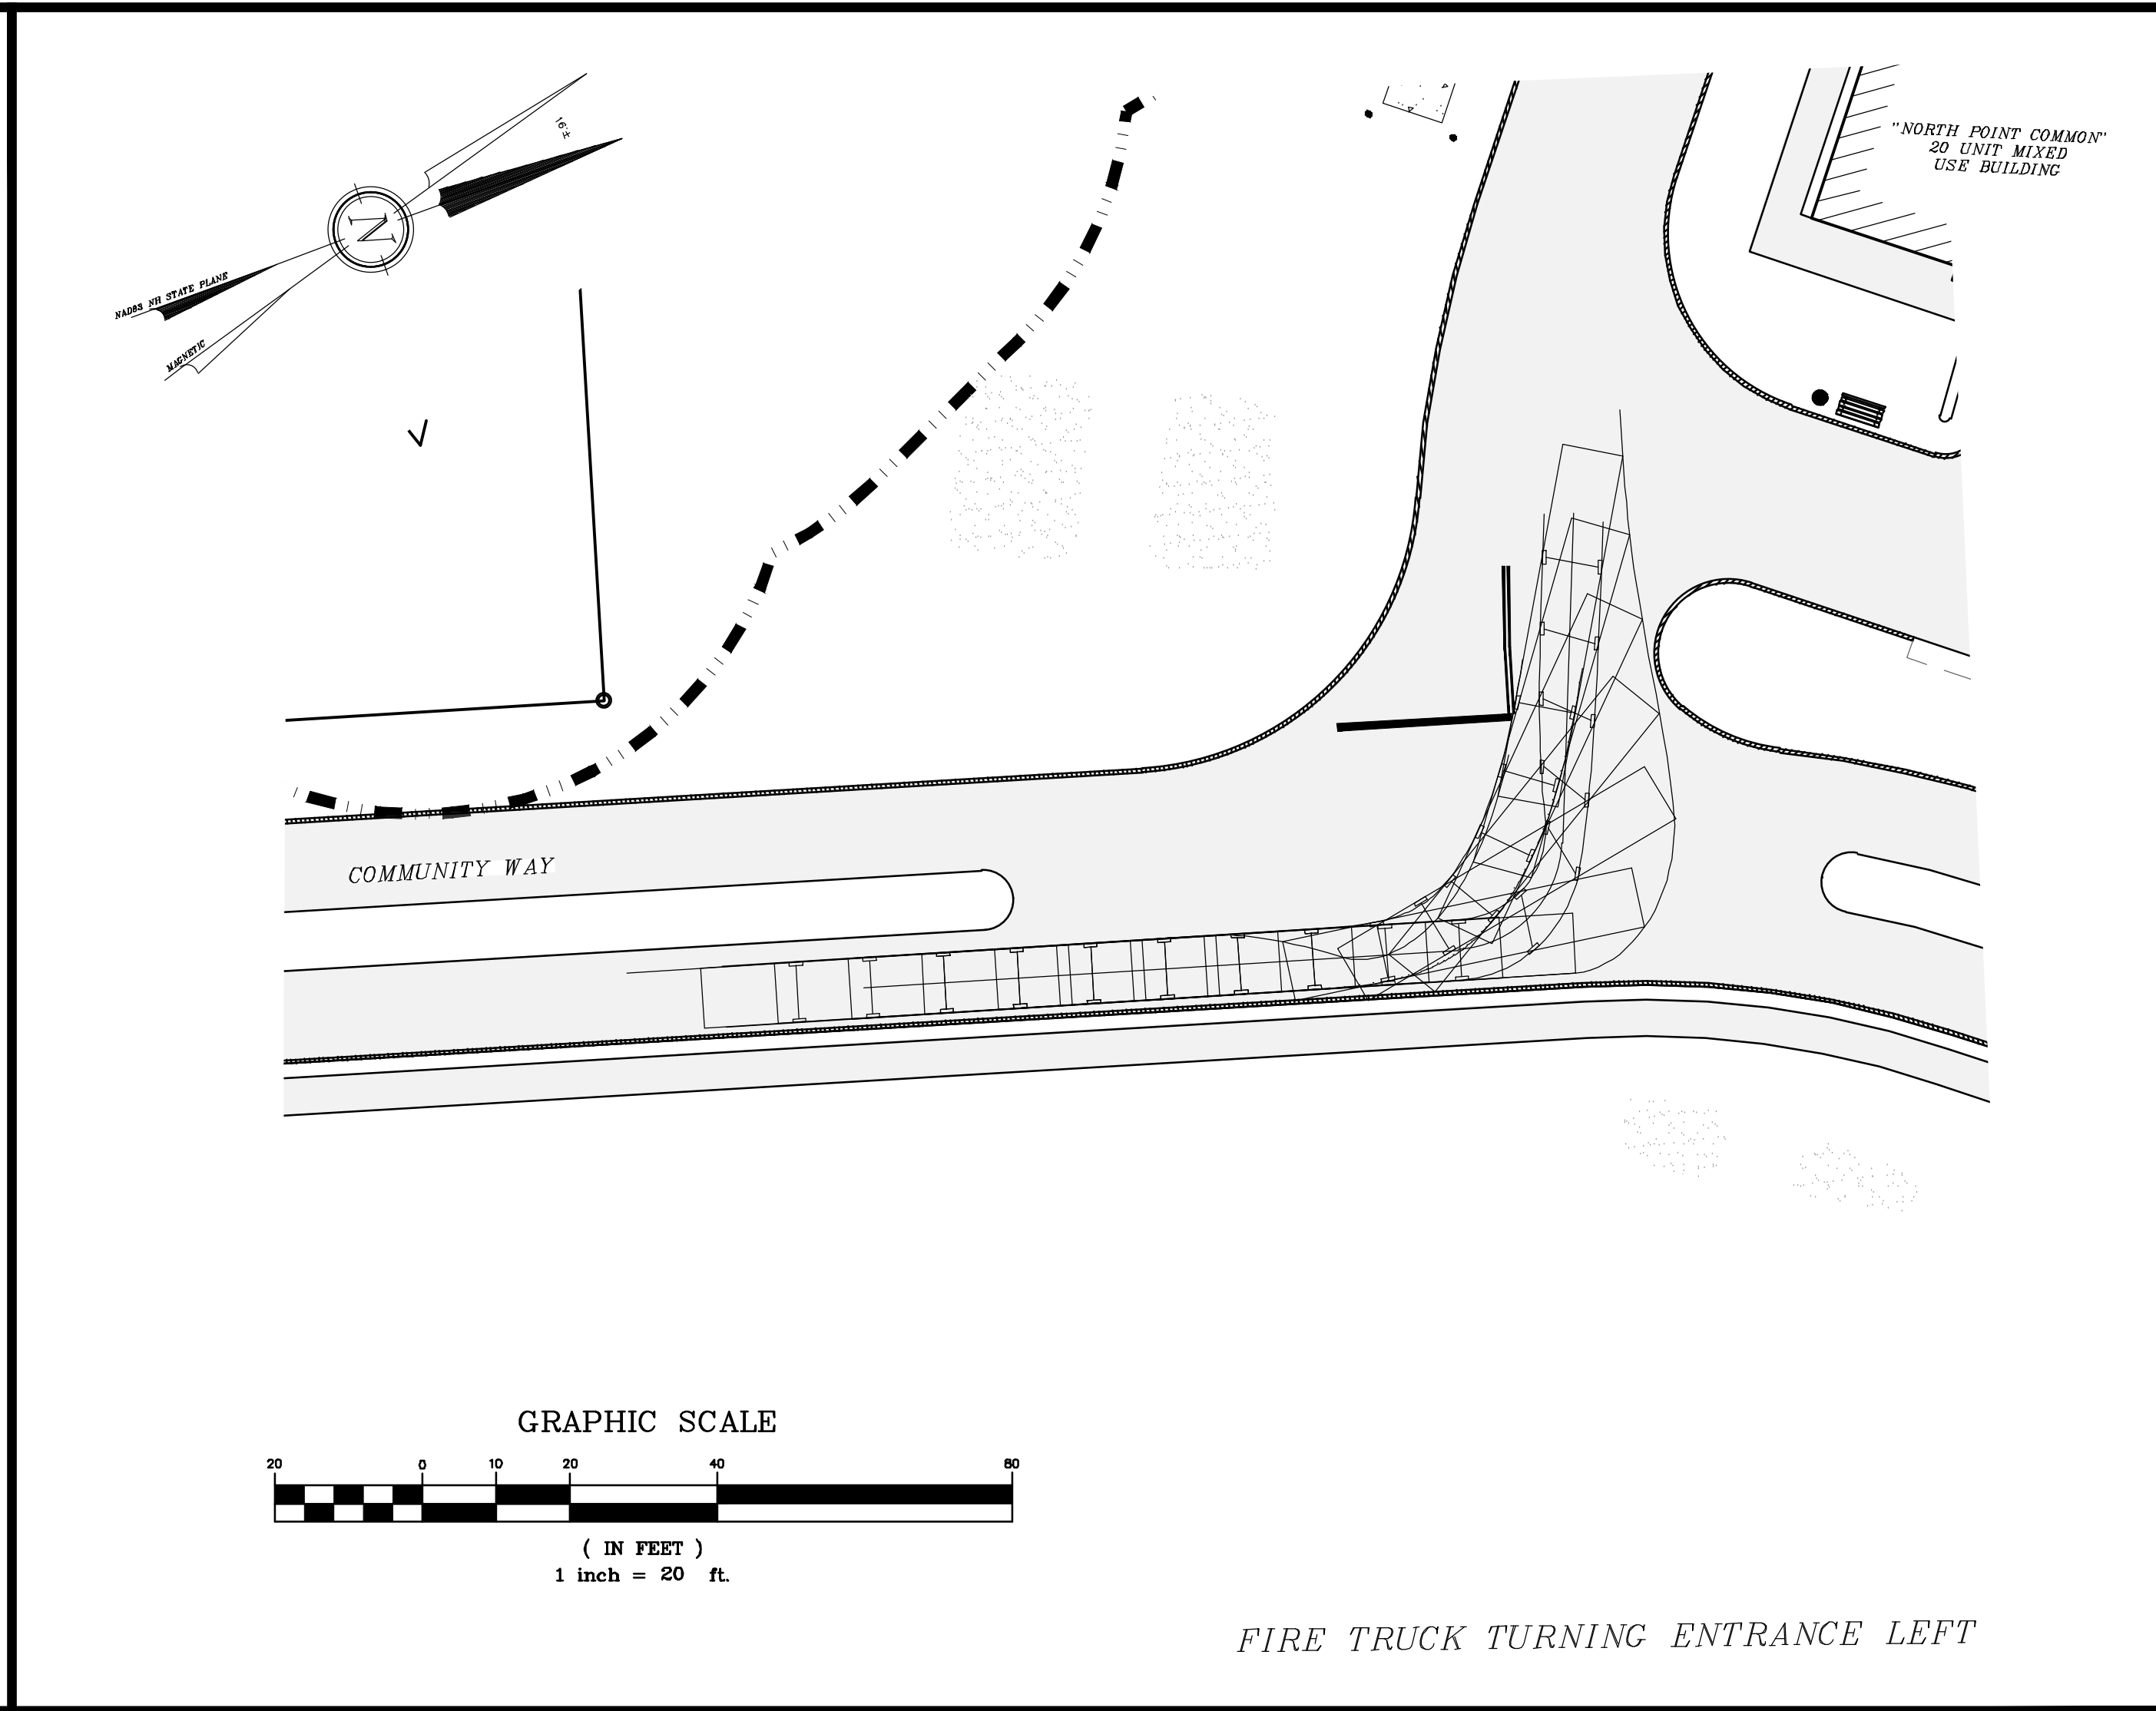 16°±
N
NAD83 NH STATE PLANE
MAGNETIC
"NORTH POINT COMMON"
20 UNIT MIXED
USE BUILDING
COMMUNITY WAY
GRAPHIC SCALE
20 0 10 20 40 80
( IN FEET )
1 inch = 20 ft.
FIRE TRUCK TURNING ENTRANCE LEFT